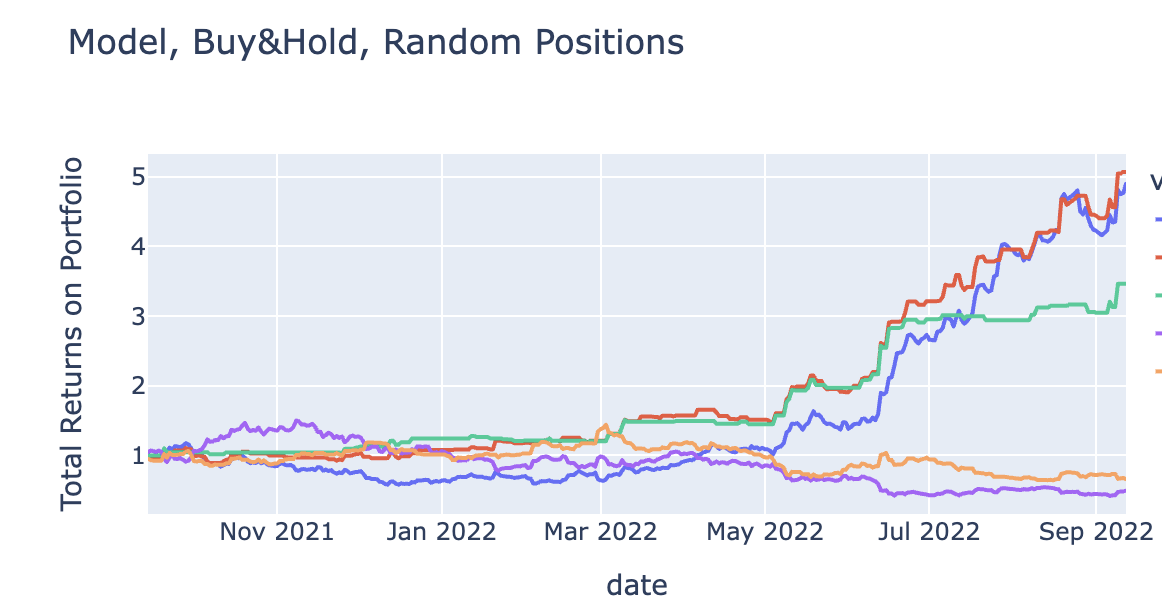 Model, Buy&Hold, Random Positions
Total Returns on Portfolio
5
4
3
2
1
Nov 2021
Jan 2022
Mar 2022
May 2022
Jul 2022
Sep 2022
date
v